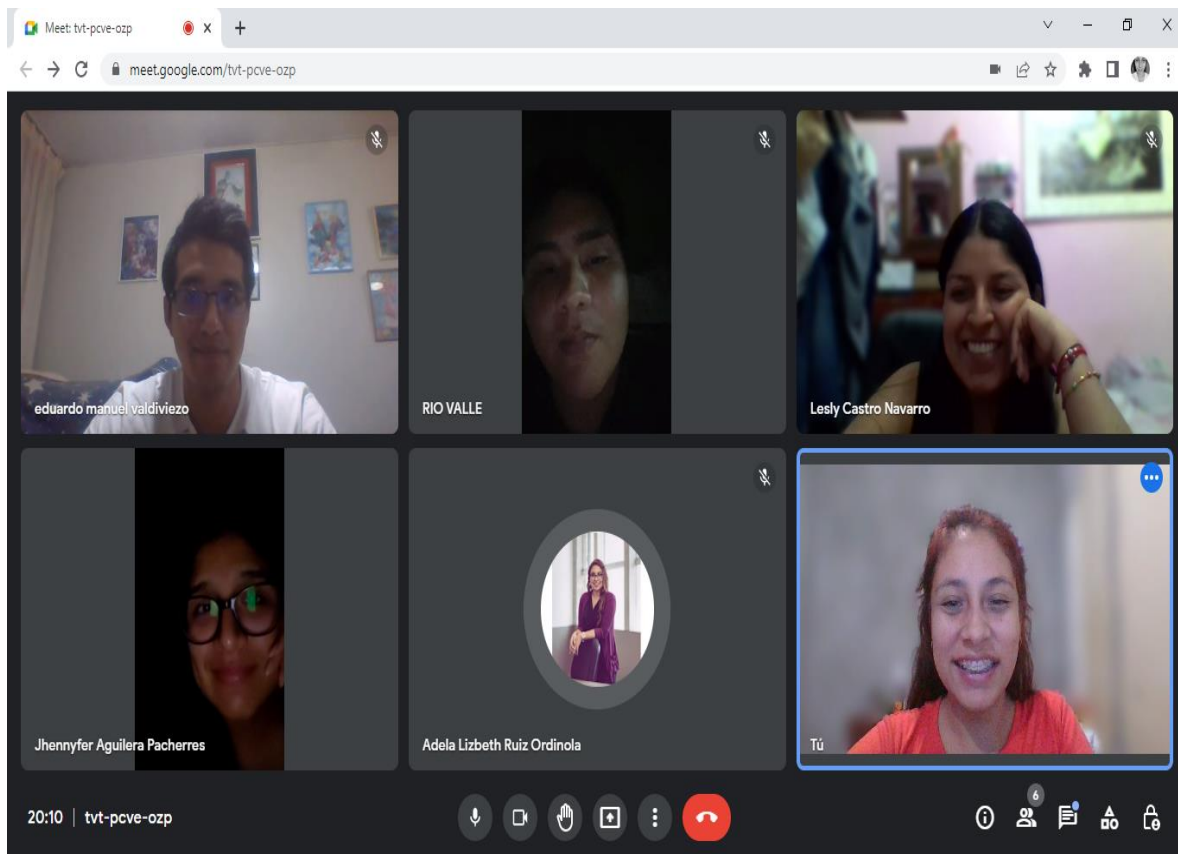 Meet: tvt-pcve-ozp
meet.google.com/tvt-pcve-ozp
eduardo manuel valdiviezo
RIO VALLE
Lesly Castro Navarro
Jhennyfer Aguilera Pacherres
Adela Lizbeth Ruiz Ordinola
Tú
20:10 | tvt-pcve-ozp
6